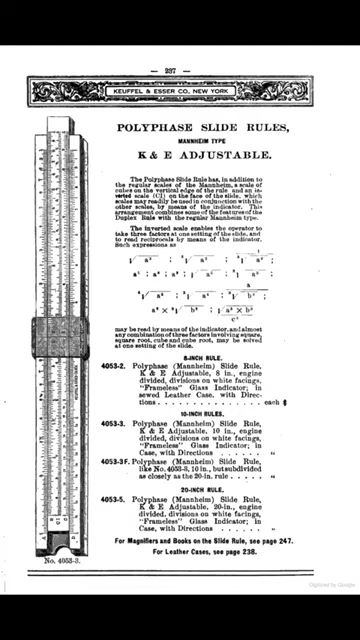 — 237 —
KEUFFEL & ESSER CO., NEW YORK
POLYPHASE SLIDE RULES,
MANNHEIM TYPE
K & E ADJUSTABLE.
The Polyphase Slide Rule has, in addition to
the regular scales of the Mannheim, a scale of
cubes on the vertical edge of the rule and an in-
verted scale (CI) on the face of the slide, which
scales may readily be used in conjunction with the
other scales, by means of the indicator. This
arrangement combines some of the features of the
Duplex Rule with the regular Mannheim type.
The inverted scale enables the operator to
take three factors at one setting of the slide, and
to read reciprocals by means of the indicator.
Such expressions as
may be read by means of the indicator, and almost
any combination of three factors involving square,
square root, cube and cube root, may be solved
at one setting of the slide.
8-INCH RULE.
4053-2. Polyphase (Mannheim) Slide Rule,
K & E Adjustable, 8 in., engine
divided, divisions on white facings,
"Frameless" Glass Indicator; in
sewed Leather Case, with Direc-
tions . . . . . . . . . . . . . . . each $
10-INCH RULES.
4053-3. Polyphase (Mannheim) Slide Rule,
K & E Adjustable, 10 in., engine
divided, divisions on white facings,
"Frameless" Glass Indicator; in
Case, with Directions . . . . . . "
4053-3F. Polyphase (Mannheim) Slide Rule,
like No. 4053-3, 10 in., but subdivided
as closely as the 20-in. rule . . . . . "
20-INCH RULE.
4053-5. Polyphase (Mannheim) Slide Rule,
K & E Adjustable, 20-in., engine
divided, divisions on white facings,
"Frameless" Glass Indicator; in
Case, with Directions . . . . . . "
For Magnifiers and Books on the Slide Rule, see page 247.
For Leather Cases, see page 238.
No. 4053-3.
Digitized by Google